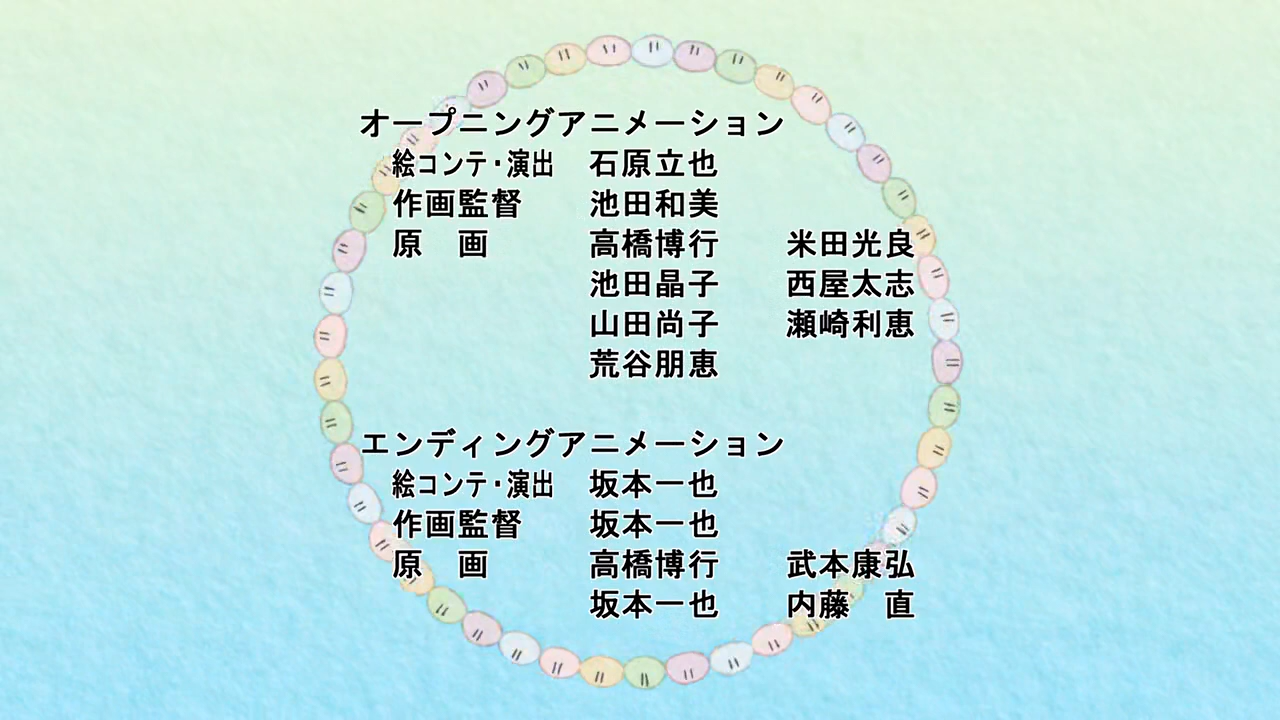 オープニングアニメーション
絵コンテ・演出　石原立也
作画監督　池田和美
原　画　高橋博行　米田光良
池田晶子　西屋太志
山田尚子　瀬崎利恵
荒谷朋恵
エンディングアニメーション
絵コンテ・演出　坂本一也
作画監督　坂本一也
原　画　高橋博行　武本康弘
坂本一也　内藤　直